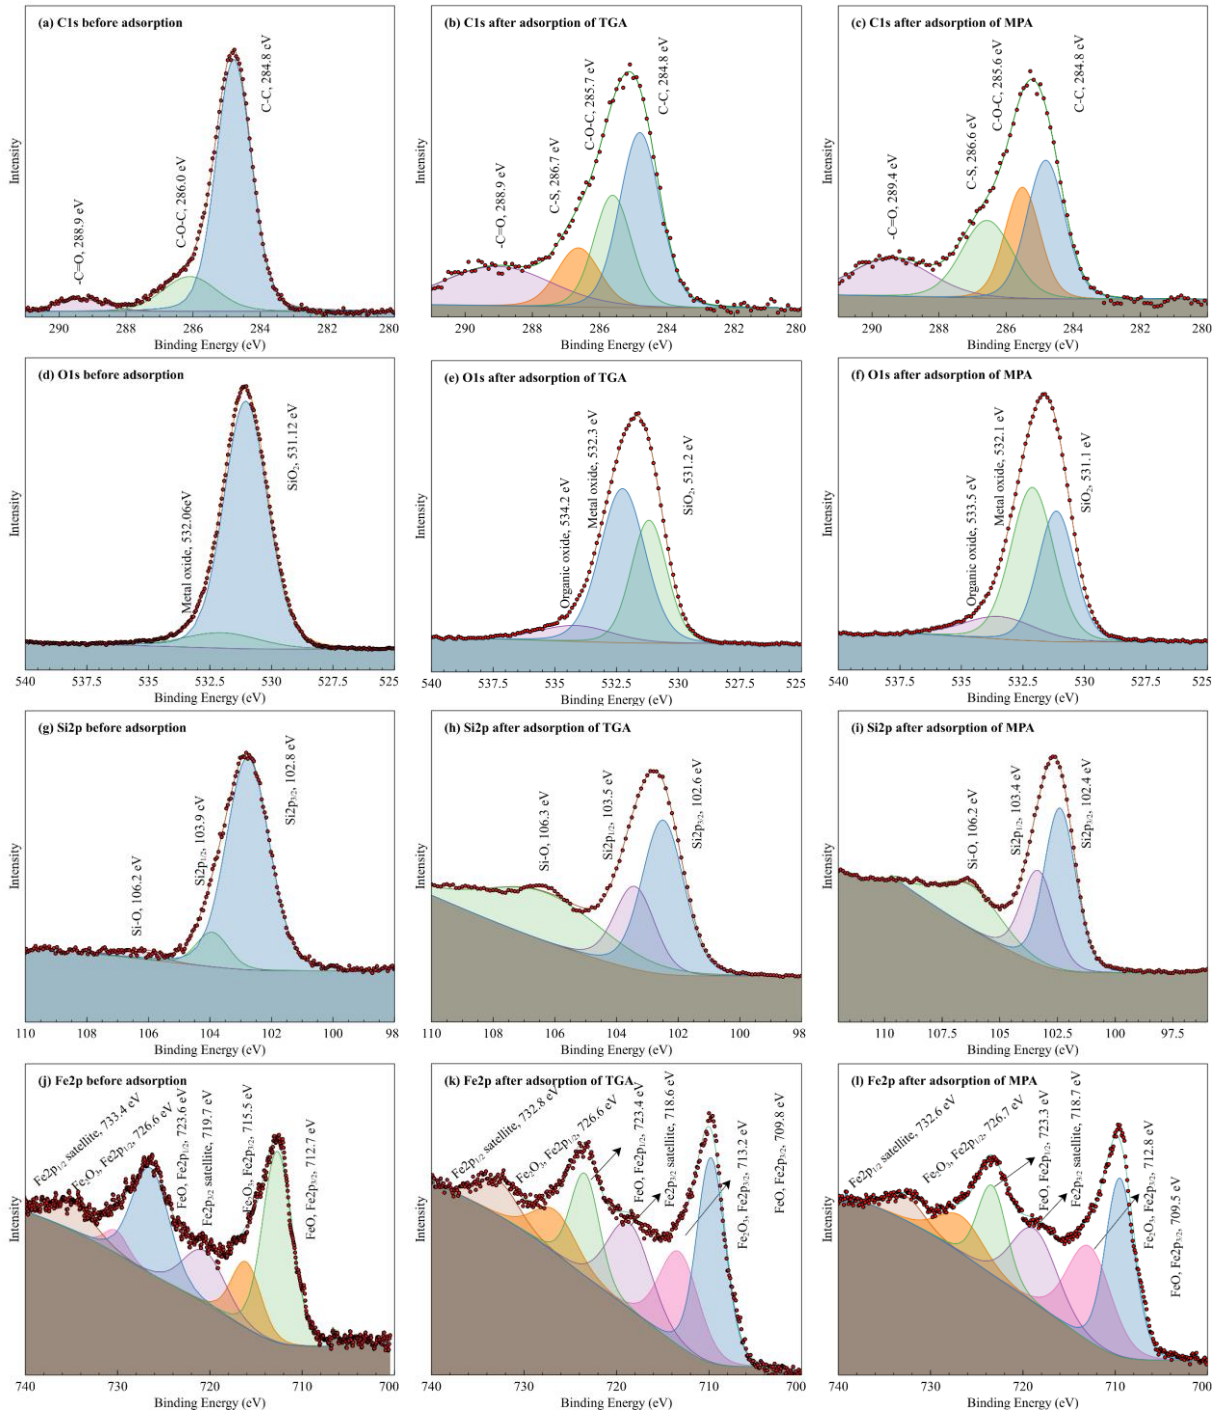 (a) C1s before adsorption
-C=O, 288.9 eV
C-O-C, 286.0 eV
C-C, 284.8 eV
Intensity
290 288 286 284 282 280
Binding Energy (eV)
(b) C1s after adsorption of TGA
-C=O, 288.9 eV
C-S, 286.7 eV
C-O-C, 285.7 eV
C-C, 284.8 eV
Intensity
290 288 286 284 282 280
Binding Energy (eV)
(c) C1s after adsorption of MPA
-C=O, 289.4 eV
C-S, 286.6 eV
C-O-C, 285.6 eV
C-C, 284.8 eV
Intensity
290 288 286 284 282 280
Binding Energy (eV)
(d) O1s before adsorption
Metal oxide, 532.06eV
SiO₂, 531.12 eV
Intensity
540 537.5 535 532.5 530 527.5 525
Binding Energy (eV)
(e) O1s after adsorption of TGA
Organic oxide, 534.2 eV
Metal oxide, 532.3 eV
SiO₂, 531.2 eV
Intensity
540 537.5 535 532.5 530 527.5 525
Binding Energy (eV)
(f) O1s after adsorption of MPA
Organic oxide, 533.5 eV
Metal oxide, 532.1 eV
SiO₂, 531.1 eV
Intensity
540 537.5 535 532.5 530 527.5 525
Binding Energy (eV)
(g) Si2p before adsorption
Si-O, 106.2 eV
Si2p₁/₂, 103.9 eV
Si2p₃/₂, 102.8 eV
Intensity
110 108 106 104 102 100 98
Binding Energy (eV)
(h) Si2p after adsorption of TGA
Si-O, 106.3 eV
Si2p₁/₂, 103.5 eV
Si2p₃/₂, 102.6 eV
Intensity
110 108 106 104 102 100 98
Binding Energy (eV)
(i) Si2p after adsorption of MPA
Si-O, 106.2 eV
Si2p₁/₂, 103.4 eV
Si2p₃/₂, 102.4 eV
Intensity
110 107.5 105 102.5 100 97.5
Binding Energy (eV)
(j) Fe2p before adsorption
Fe2p₁/₂ satellite, 733.4 eV
Fe₂O₃, Fe2p₁/₂, 726.6 eV
FeO, Fe2p₁/₂, 723.6 eV
Fe2p₃/₂ satellite, 719.7 eV
Fe₂O₃, Fe2p₃/₂, 715.5 eV
FeO, Fe2p₃/₂, 712.7 eV
Intensity
740 730 720 710 700
Binding Energy (eV)
(k) Fe2p after adsorption of TGA
Fe2p₁/₂ satellite, 732.8 eV
Fe₂O₃, Fe2p₁/₂, 726.6 eV
FeO, Fe2p₁/₂, 723.4 eV
Fe2p₃/₂ satellite, 718.6 eV
Fe₂O₃, Fe2p₃/₂, 713.2 eV
FeO, Fe2p₃/₂, 709.8 eV
Intensity
740 730 720 710 700
Binding Energy (eV)
(l) Fe2p after adsorption of MPA
Fe2p₁/₂ satellite, 732.6 eV
Fe₂O₃, Fe2p₁/₂, 726.7 eV
FeO, Fe2p₁/₂, 723.3 eV
Fe2p₃/₂ satellite, 718.7 eV
Fe₂O₃, Fe2p₃/₂, 712.8 eV
FeO, Fe2p₃/₂, 709.5 eV
Intensity
740 730 720 710 700
Binding Energy (eV)